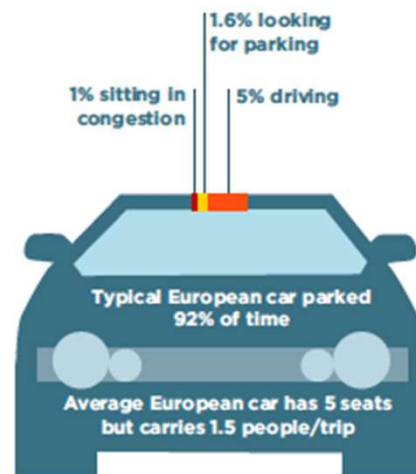 1.6% looking
for parking
1% sitting in
congestion
5% driving
Typical European car parked
92% of time
Average European car has 5 seats
but carries 1.5 people/trip